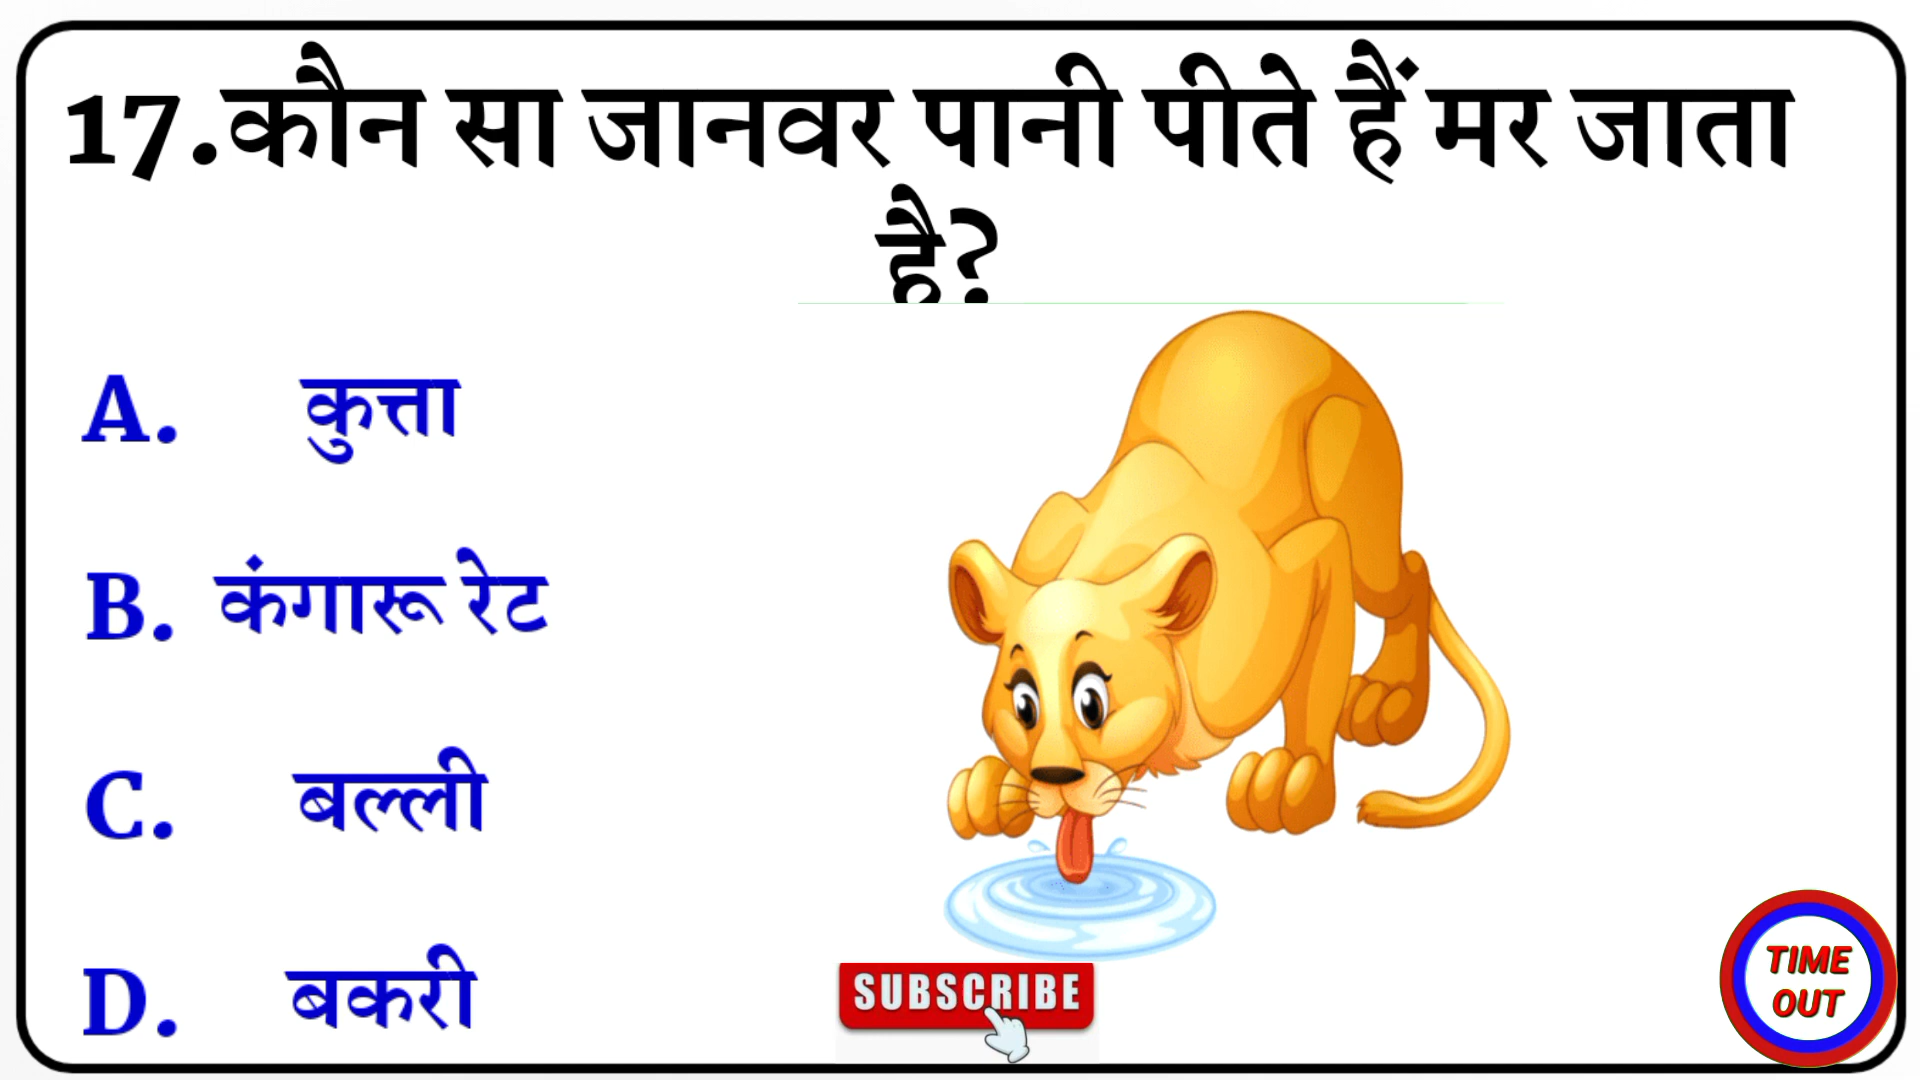 17.कौन सा जानवर पानी पीते हैं मर जाता
है?
A. कुत्ता
B. कंगारू रेट
C. बल्ली
D. बकरी
SUBSCRIBE
TIME
OUT